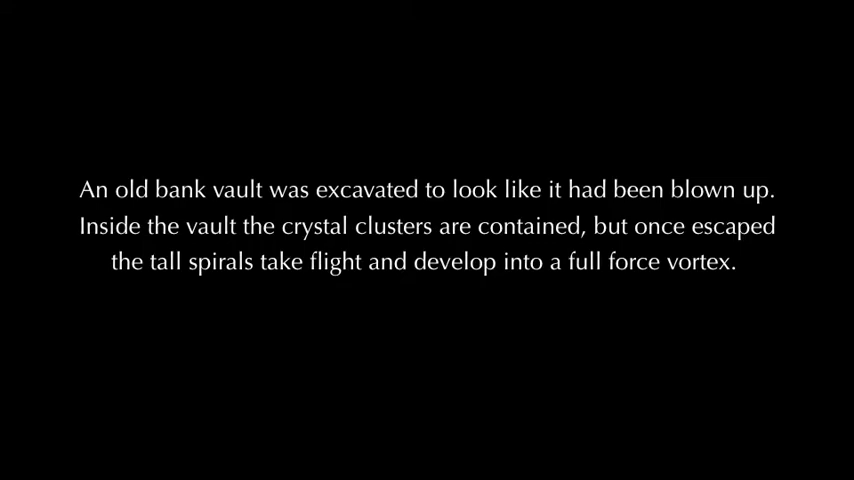 An old bank vault was excavated to look like it had been blown up.
Inside the vault the crystal clusters are contained, but once escaped
the tall spirals take flight and develop into a full force vortex.